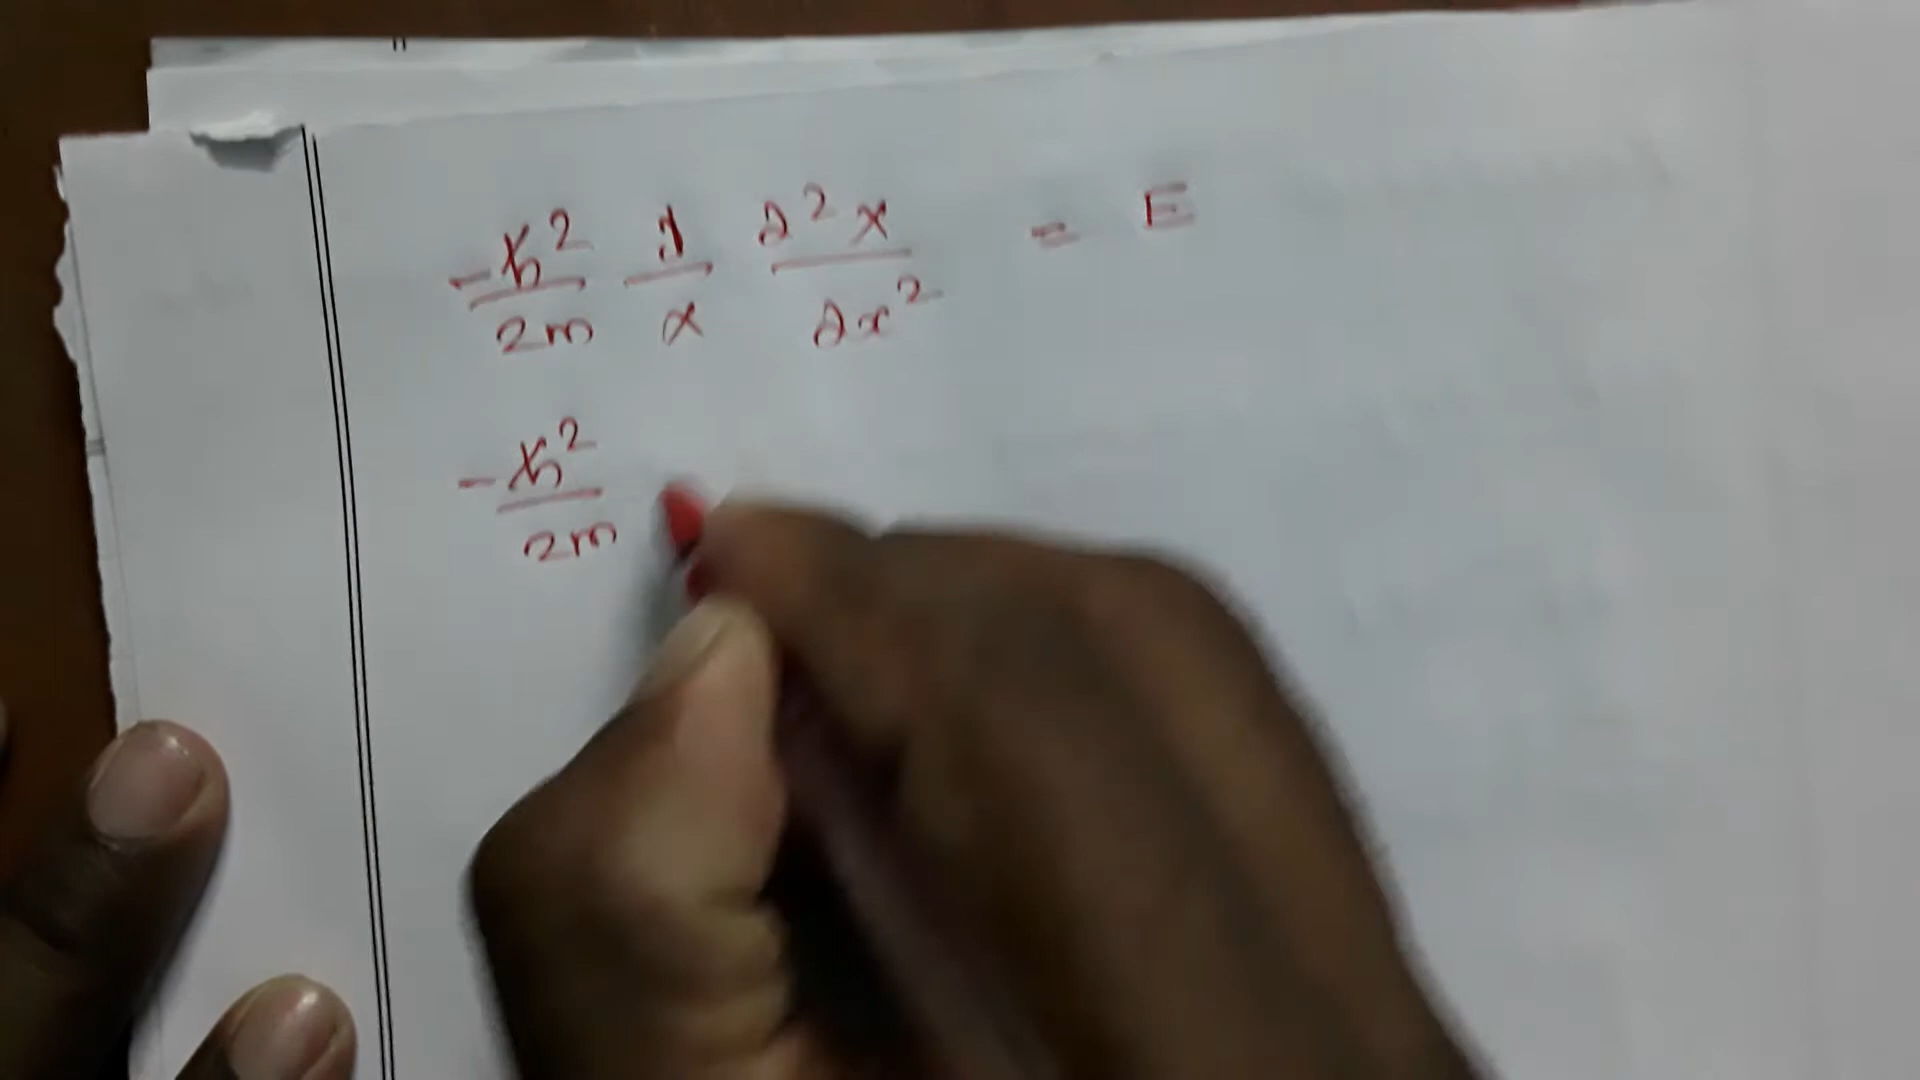 -ℏ²/2m 1/x ∂²x/∂x² = E
-ℏ²/2m